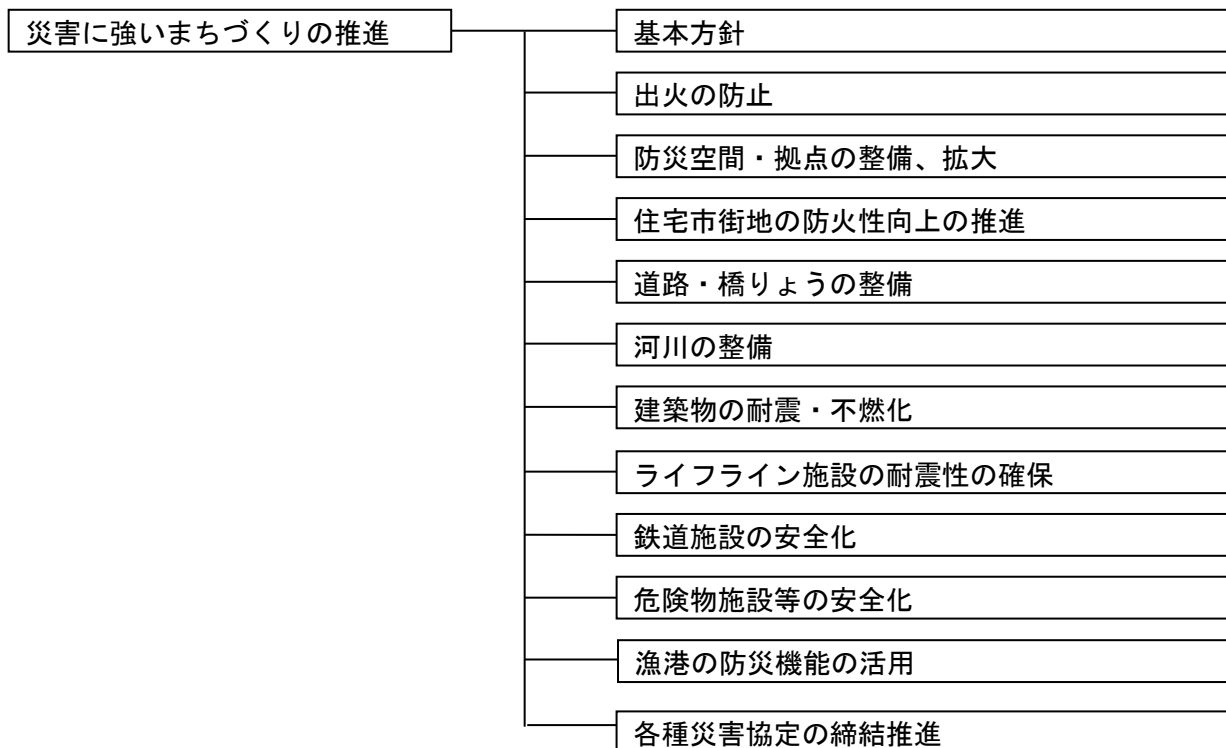 災害に強いまちづくりの推進
基本方針
出火の防止
防災空間・拠点の整備、拡大
住宅市街地の防火性向上の推進
道路・橋りょうの整備
河川の整備
建築物の耐震・不燃化
ライフライン施設の耐震性の確保
鉄道施設の安全化
危険物施設等の安全化
漁港の防災機能の活用
各種災害協定の締結推進